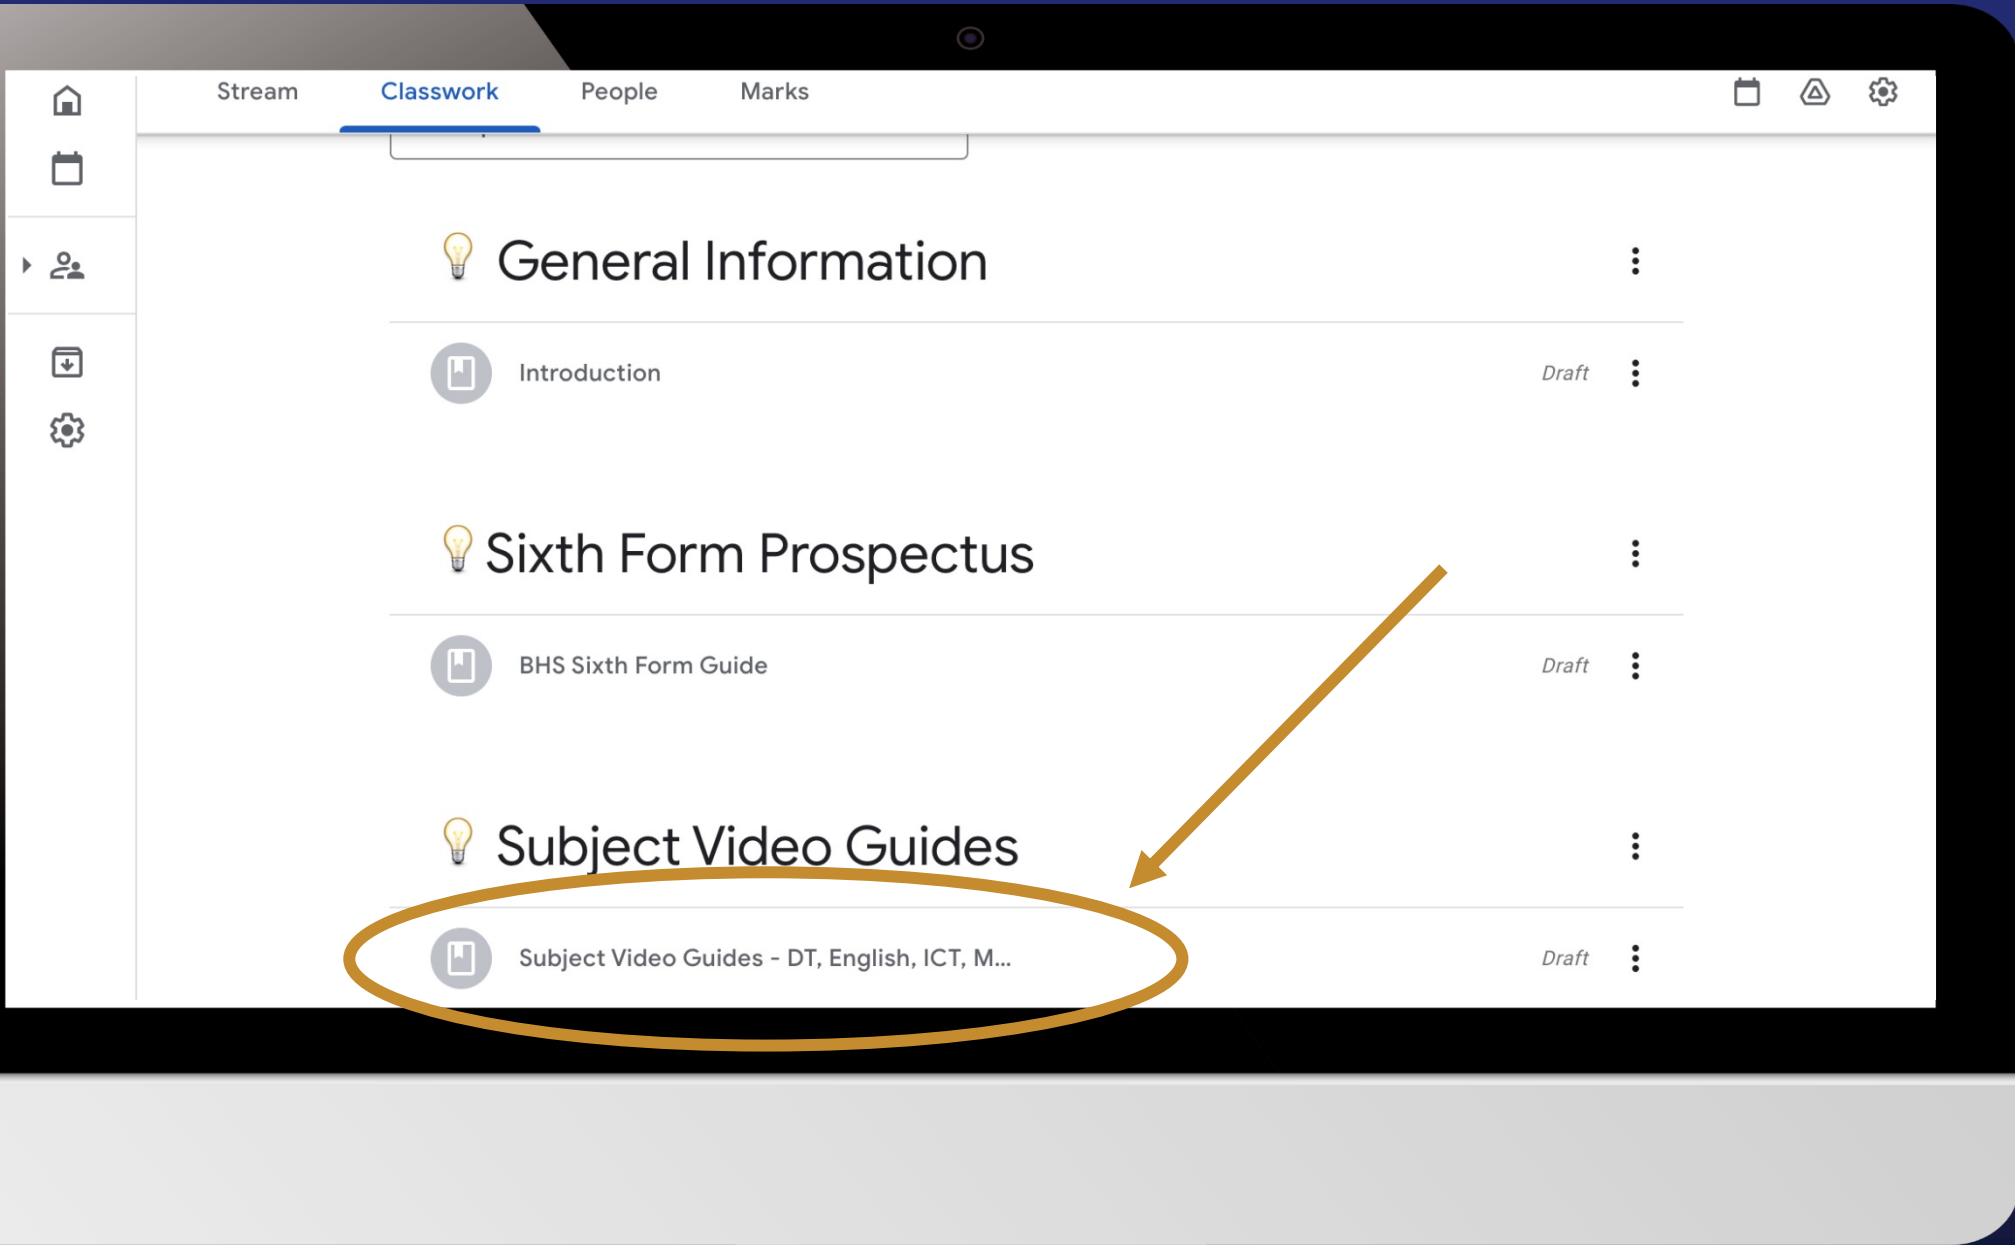 Stream Classwork People Marks
General Information
Introduction Draft
Sixth Form Prospectus
BHS Sixth Form Guide Draft
Subject Video Guides
Subject Video Guides - DT, English, ICT, M... Draft